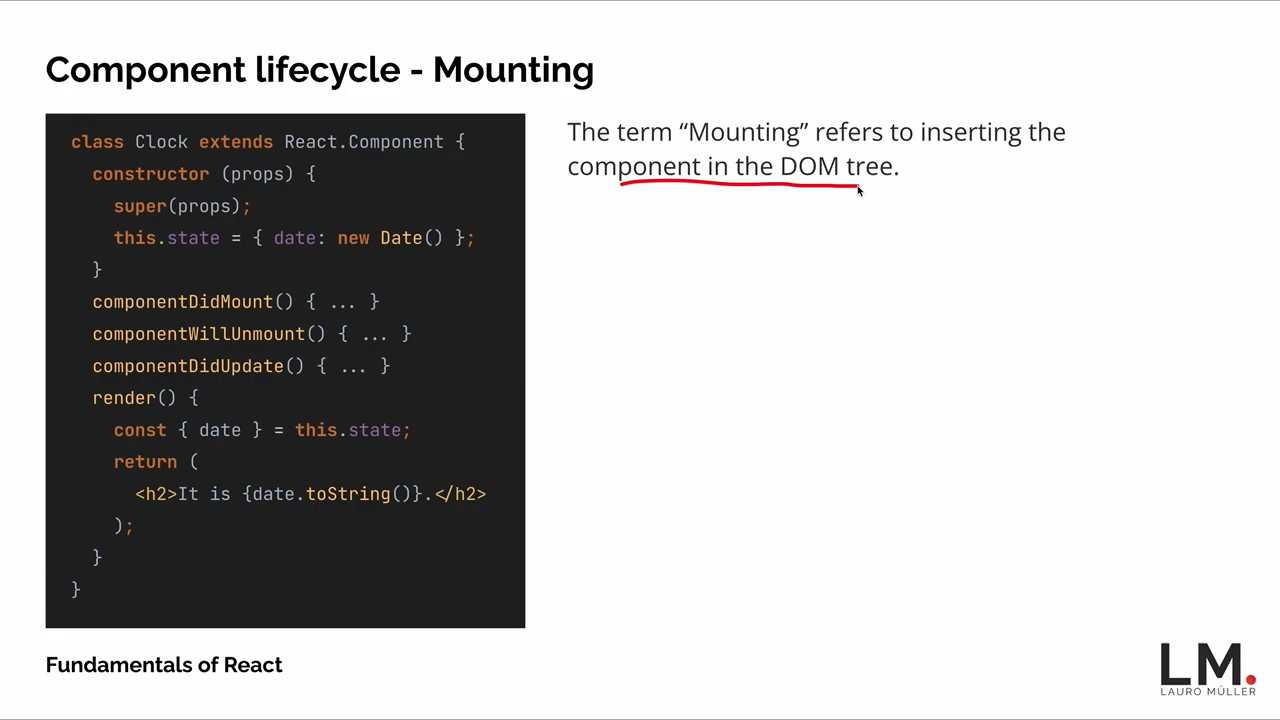 Component lifecycle - Mounting
class Clock extends React.Component {
  constructor (props) {
    super(props);
    this.state = { date: new Date() };
  }
  componentDidMount() { ... }
  componentWillUnmount() { ... }
  componentDidUpdate() { ... }
  render() {
    const { date } = this.state;
    return (
      <h2>It is {date.toString()}.</h2>
    );
  }
}
The term “Mounting” refers to inserting the
component in the DOM tree.
Fundamentals of React
LM.
LAURO MÜLLER